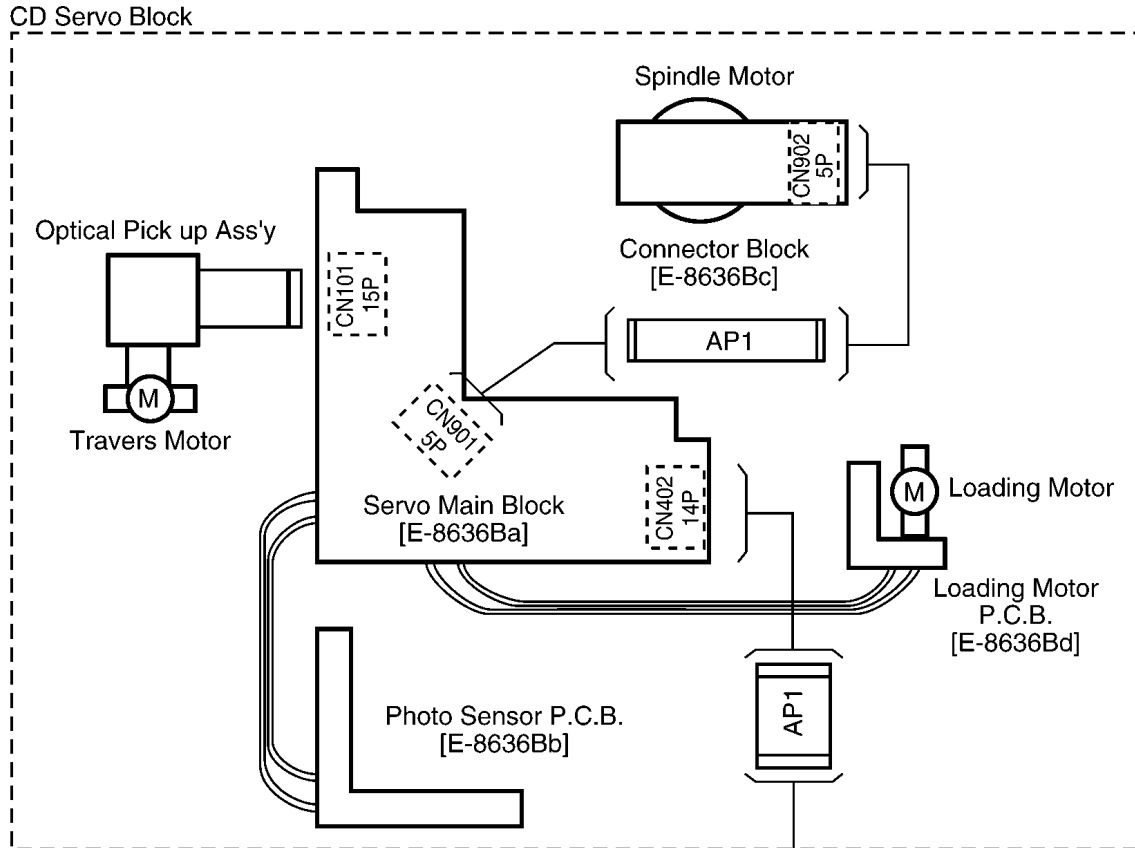 CD Servo Block
Spindle Motor
CN902
5P
Optical Pick up Ass'y
Connector Block
[E-8636Bc]
CN101
15P
AP1
M
Travers Motor
CN901
5P
Servo Main Block
[E-8636Ba]
CN402
14P
M
Loading Motor
Loading Motor
P.C.B.
[E-8636Bd]
Photo Sensor P.C.B.
[E-8636Bb]
AP1